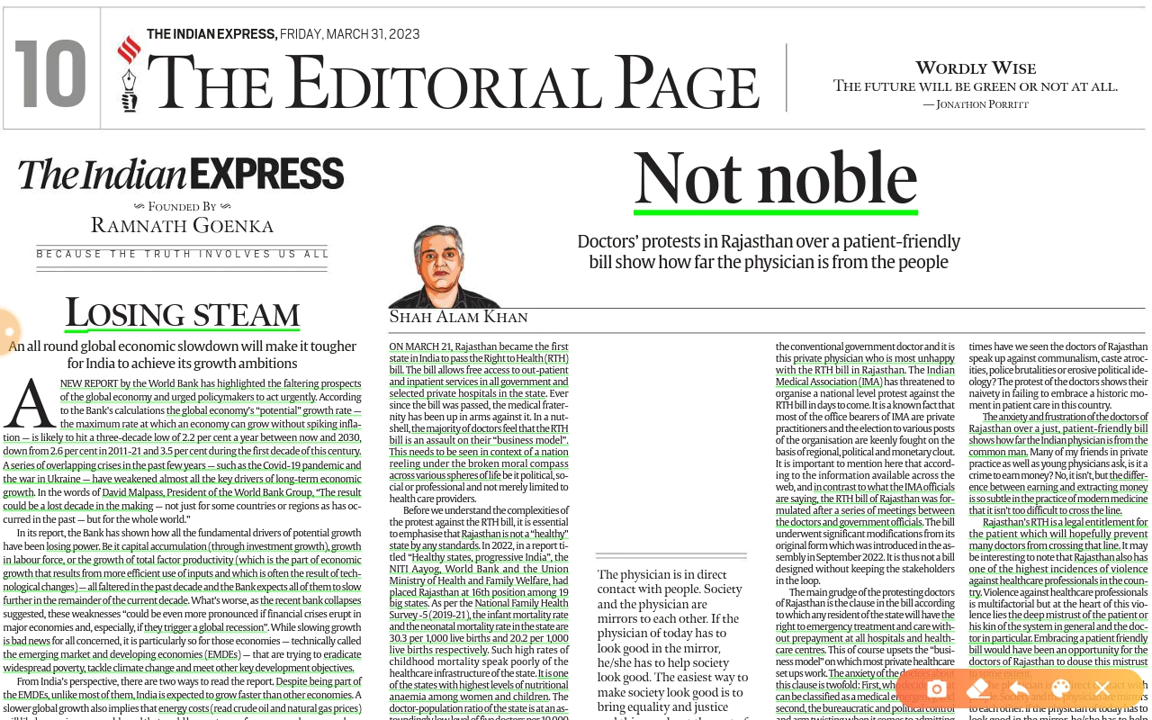 10
THE INDIAN EXPRESS, FRIDAY, MARCH 31, 2023
THE EDITORIAL PAGE
WORDLY WISE
THE FUTURE WILL BE GREEN OR NOT AT ALL.
— JONATHON PORRITT
The Indian EXPRESS
FOUNDED BY
RAMNATH GOENKA
BECAUSE THE TRUTH INVOLVES US ALL
LOSING STEAM
An all round global economic slowdown will make it tougher
for India to achieve its growth ambitions
A NEW REPORT by the World Bank has highlighted the faltering prospects
of the global economy and urged policymakers to act urgently. According
to the Bank's calculations the global economy's "potential" growth rate —
the maximum rate at which an economy can grow without spiking infla-
tion — is likely to hit a three-decade low of 2.2 per cent a year between now and 2030,
down from 2.6 per cent in 2011-21 and 3.5 per cent during the first decade of this century.
A series of overlapping crises in the past few years — such as the Covid-19 pandemic and
the war in Ukraine — have weakened almost all the key drivers of long-term economic
growth. In the words of David Malpass, President of the World Bank Group, "The result
could be a lost decade in the making — not just for some countries or regions as has oc-
curred in the past — but for the whole world."
In its report, the Bank has shown how all the fundamental drivers of potential growth
have been losing power. Be it capital accumulation (through investment growth), growth
in labour force, or the growth of total factor productivity (which is the part of economic
growth that results from more efficient use of inputs and which is often the result of tech-
nological changes) — all faltered in the past decade and the Bank expects all of them to slow
further in the remainder of the current decade. What's worse, as the recent bank collapses
suggested, these weaknesses "could be even more pronounced if financial crises erupt in
major economies and, especially, if they trigger a global recession". While slowing growth
is bad news for all concerned, it is particularly so for those economies — technically called
the emerging market and developing economies (EMDEs) — that are trying to eradicate
widespread poverty, tackle climate change and meet other key development objectives.
From India's perspective, there are two ways to read the report. Despite being part of
the EMDEs, unlike most of them, India is expected to grow faster than other economies. A
slower global growth also implies that energy costs (read crude oil and natural gas prices)
Not noble
Doctors' protests in Rajasthan over a patient-friendly
bill show how far the physician is from the people
SHAH ALAM KHAN
ON MARCH 21, Rajasthan became the first
state in India to pass the Right to Health (RTH)
bill. The bill allows free access to out-patient
and inpatient services in all government and
selected private hospitals in the state. Ever
since the bill was passed, the medical frater-
nity has been up in arms against it. In a nut-
shell, the majority of doctors feel that the RTH
bill is an assault on their "business model".
This needs to be seen in context of a nation
reeling under the broken moral compass
across various spheres of life be it political, so-
cial or professional and not merely limited to
health care providers.
Before we understand the complexities of
the protest against the RTH bill, it is essential
to emphasise that Rajasthan is not a "healthy"
state by any standards. In 2022, in a report ti-
tled "Healthy states, progressive India", the
NITI Aayog, World Bank and the Union
Ministry of Health and Family Welfare, had
placed Rajasthan at 16th position among 19
big states. As per the National Family Health
Survey -5 (2019-21), the infant mortality rate
and the neonatal mortality rate in the state are
30.3 per 1,000 live births and 20.2 per 1,000
live births respectively. Such high rates of
childhood mortality speak poorly of the
healthcare infrastructure of the state. It is one
of the states with highest levels of nutritional
anaemia among women and children. The
doctor-population ratio of the state is at an as-
The physician is in direct
contact with people. Society
and the physician are
mirrors to each other. If the
physician of today has to
look good in the mirror,
he/she has to help society
look good. The easiest way to
make society look good is to
bring equality and justice
the conventional government doctor and it is
this private physician who is most unhappy
with the RTH bill in Rajasthan. The Indian
Medical Association (IMA) has threatened to
organise a national level protest against the
RTH bill in days to come. It is a known fact that
most of the office bearers of IMA are private
practitioners and the election to various posts
of the organisation are keenly fought on the
basis of regional, political and monetary clout.
It is important to mention here that accord-
ing to the information available across the
web, and in contrast to what the IMA officials
are saying, the RTH bill of Rajasthan was for-
mulated after a series of meetings between
the doctors and government officials. The bill
underwent significant modifications from its
original form which was introduced in the as-
sembly in September 2022. It is thus not a bill
designed without keeping the stakeholders
in the loop.
The main grudge of the protesting doctors
of Rajasthan is the clause in the bill according
to which any resident of the state will have the
right to emergency treatment and care with-
out prepayment at all hospitals and health-
care centres. This of course upsets the "busi-
ness model" on which most private healthcare
set ups work. The anxiety of the doctors about
this clause is twofold: First, wh
can be classified as a medical e
second, the bureaucratic and political control
times have we seen the doctors of Rajasthan
speak up against communalism, caste atroc-
ities, police brutalities or erosive political ide-
ology? The protest of the doctors shows their
naivety in failing to embrace a historic mo-
ment in patient care in this country.
The anxiety and frustration of the doctors of
Rajasthan over a just, patient-friendly bill
shows how far the Indian physician is from the
common man. Many of my friends in private
practice as well as young physicians ask, is it a
crime to earn money? No, it isn't, but the differ-
ence between earning and extracting money
is so subtle in the practice of modern medicine
that it isn't too difficult to cross the line.
Rajasthan's RTH is a legal entitlement for
the patient which will hopefully prevent
many doctors from crossing that line. It may
be interesting to note that Rajasthan also has
one of the highest incidences of violence
against healthcare professionals in the coun-
try. Violence against healthcare professionals
is multifactorial but at the heart of this vio-
lence lies the deep mistrust of the patient or
his kin of the system in general and the doc-
tor in particular. Embracing a patient friendly
bill would have been an opportunity for the
doctors of Rajasthan to douse this mistrust